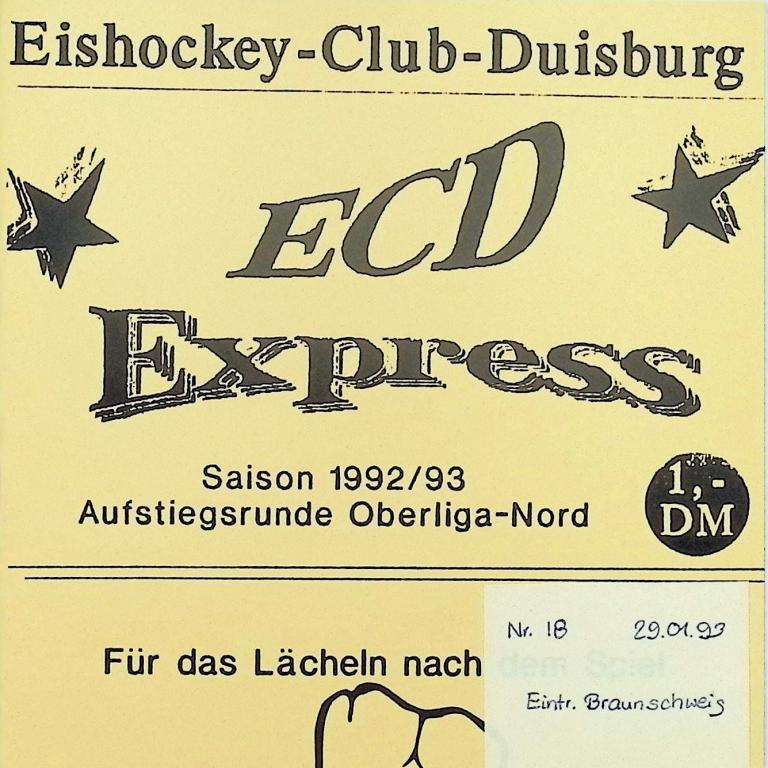 Eishockey-Club-Duisburg
ECD
Express
Saison 1992/93
Aufstiegsrunde Oberliga-Nord
1,-
DM
Für das Lächeln nach dem Spiel
Nr. 18 29.01.93
Eintr. Braunschweig